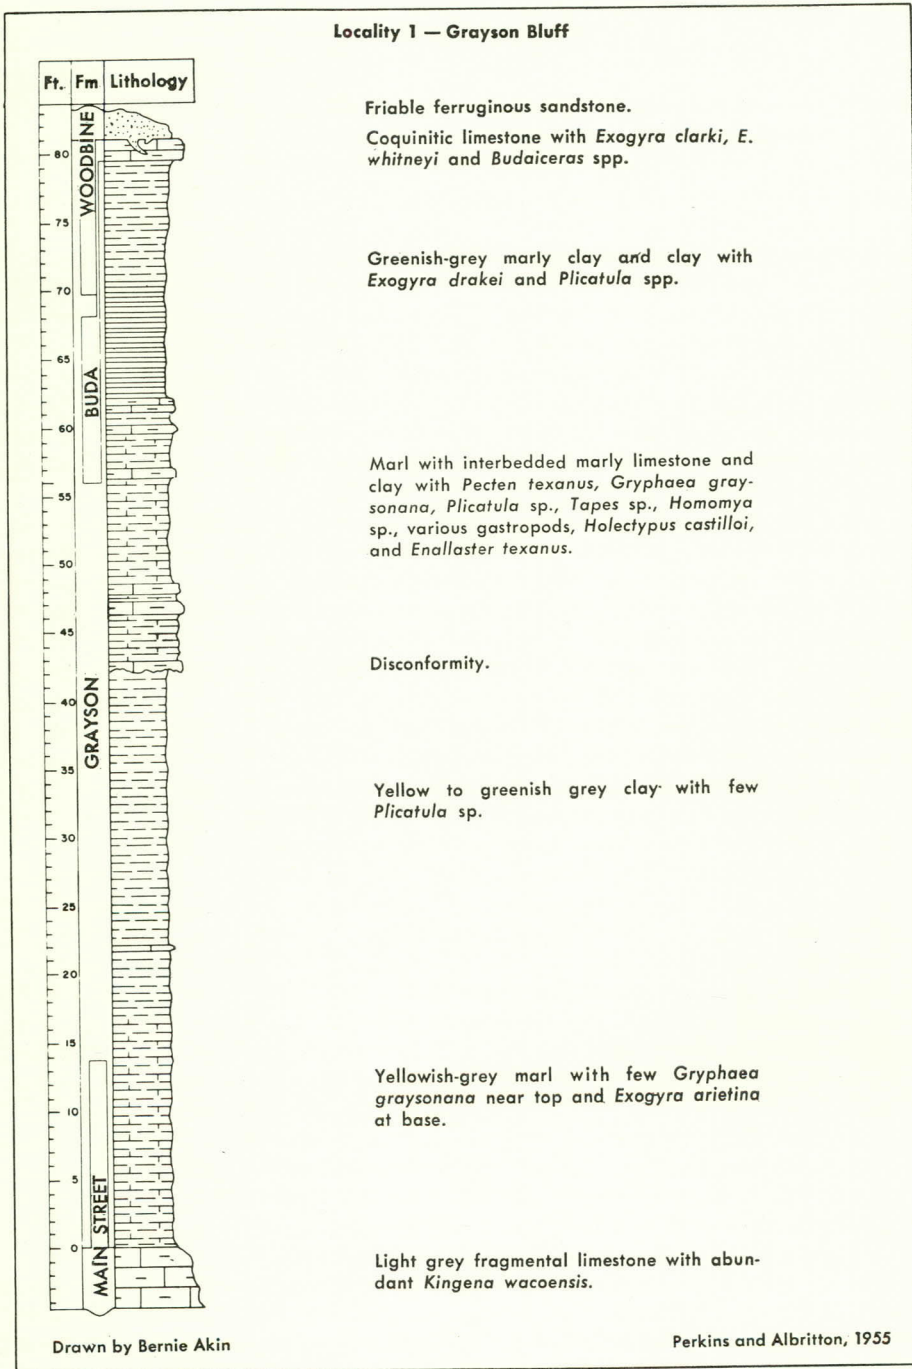 Locality 1 — Grayson Bluff
Ft. Fm Lithology
WOODBINE
BUDA
GRAYSON
MAIN STREET
80
75
70
65
60
55
50
45
40
35
30
25
20
15
10
5
0
Friable ferruginous sandstone.
Coquinitic limestone with Exogyra clarki, E.
whitneyi and Budaiceras spp.
Greenish-grey marly clay and clay with
Exogyra drakei and Plicatula spp.
Marl with interbedded marly limestone and
clay with Pecten texanus, Gryphaea gray-
sonana, Plicatula sp., Tapes sp., Homomya
sp., various gastropods, Holectypus castilloi,
and Enallaster texanus.
Disconformity.
Yellow to greenish grey clay with few
Plicatula sp.
Yellowish-grey marl with few Gryphaea
graysonana near top and Exogyra arietina
at base.
Light grey fragmental limestone with abun-
dant Kingena wacoensis.
Drawn by Bernie Akin
Perkins and Albritton, 1955